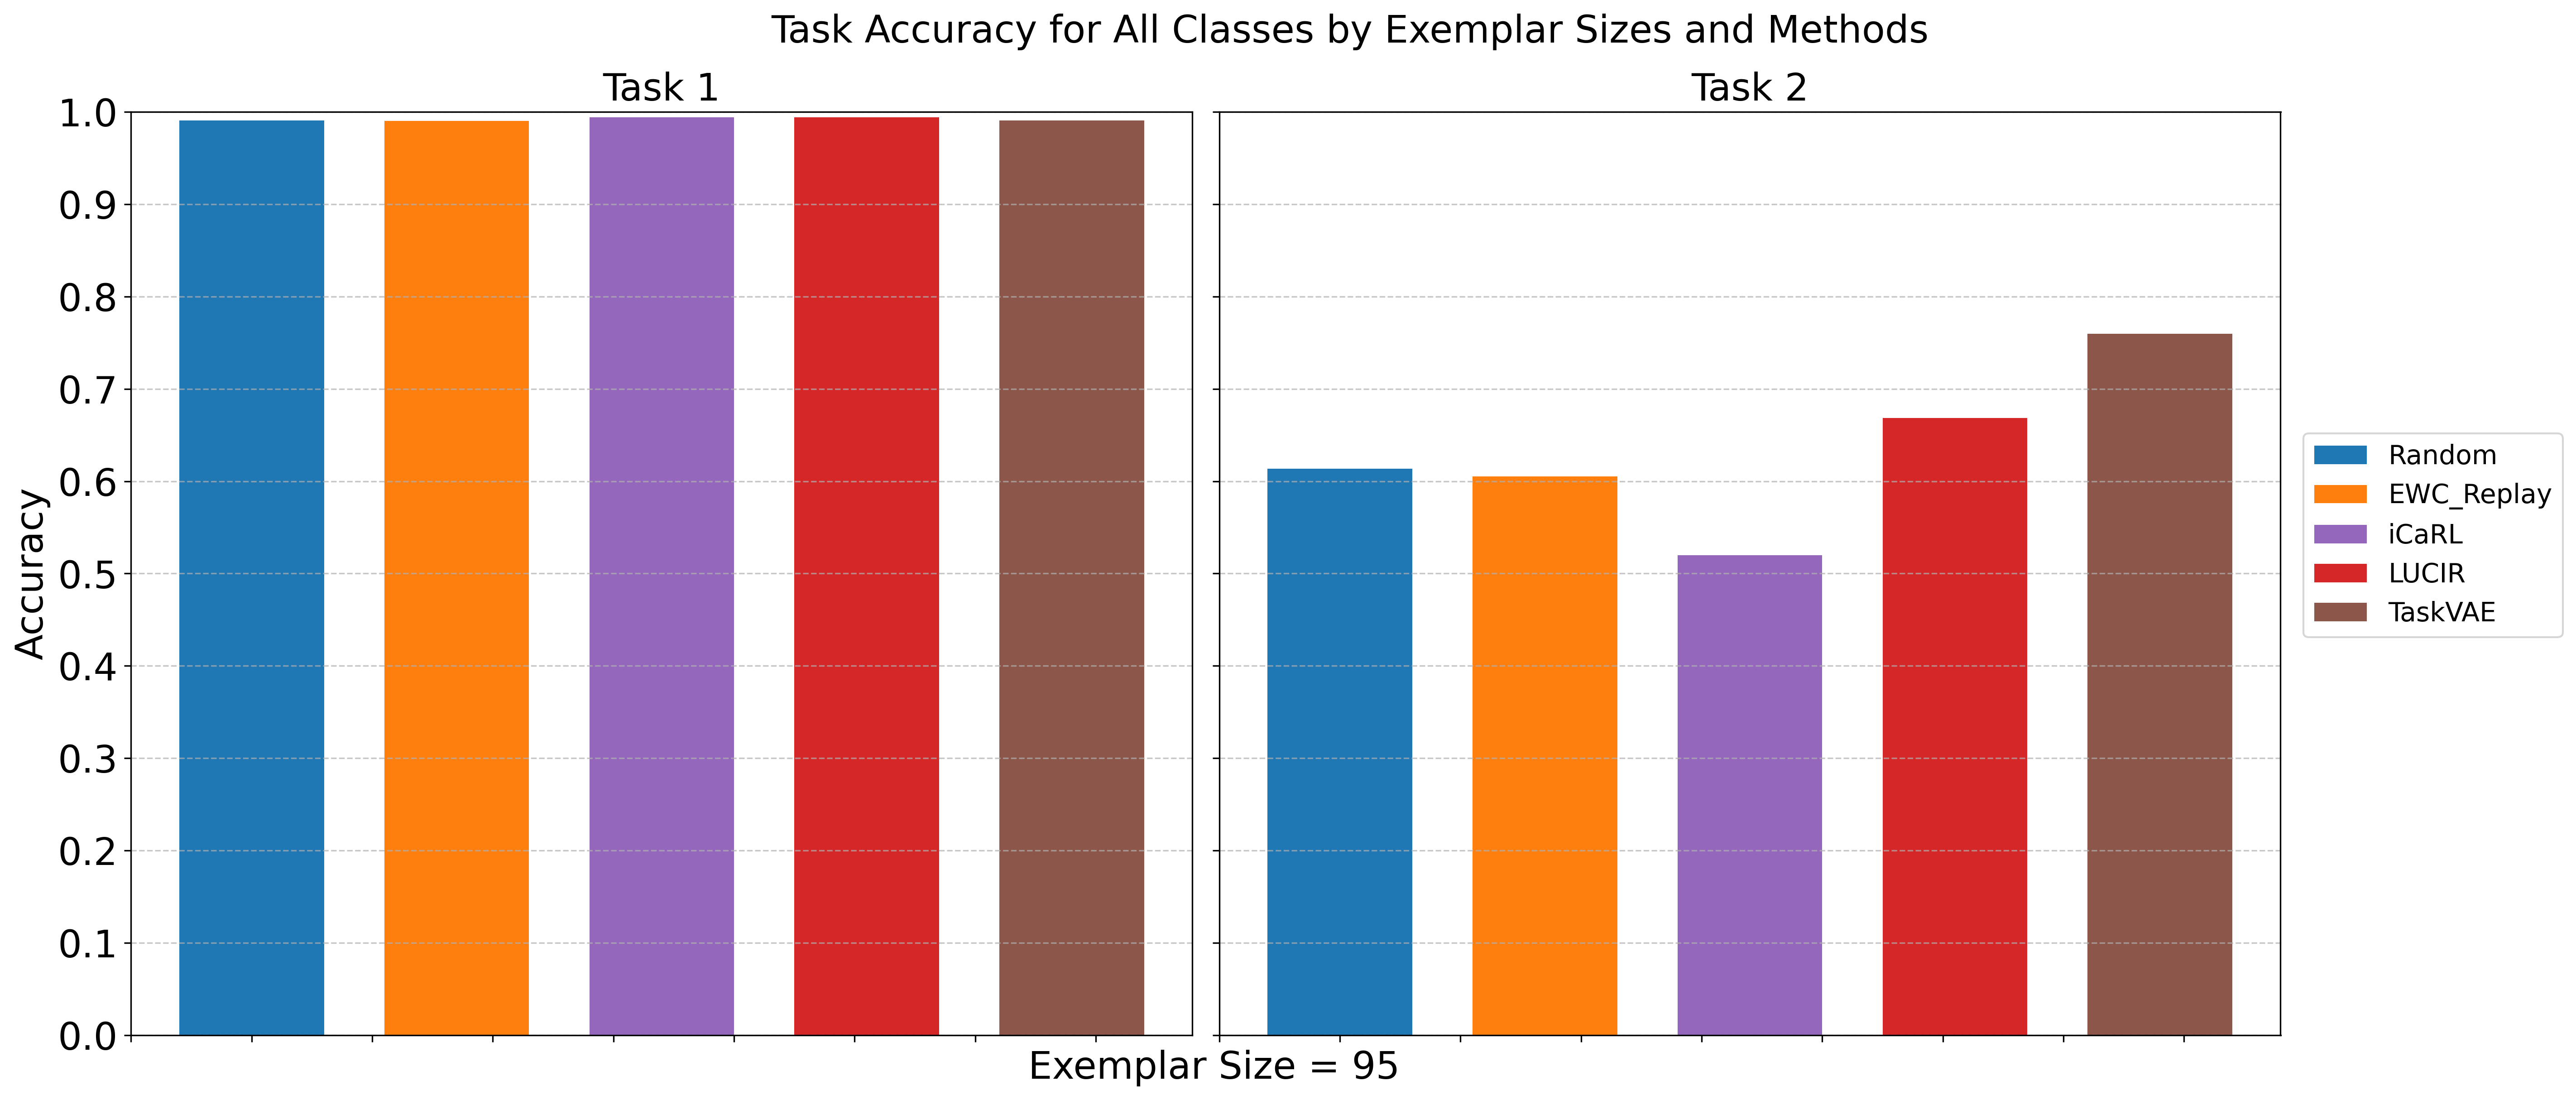 Task Accuracy for All Classes by Exemplar Sizes and Methods
Task 1
Task 2
1.0
0.9
0.8
0.7
0.6
0.5
0.4
0.3
0.2
0.1
0.0
Accuracy
Exemplar Size = 95
Random
EWC_Replay
iCaRL
LUCIR
TaskVAE